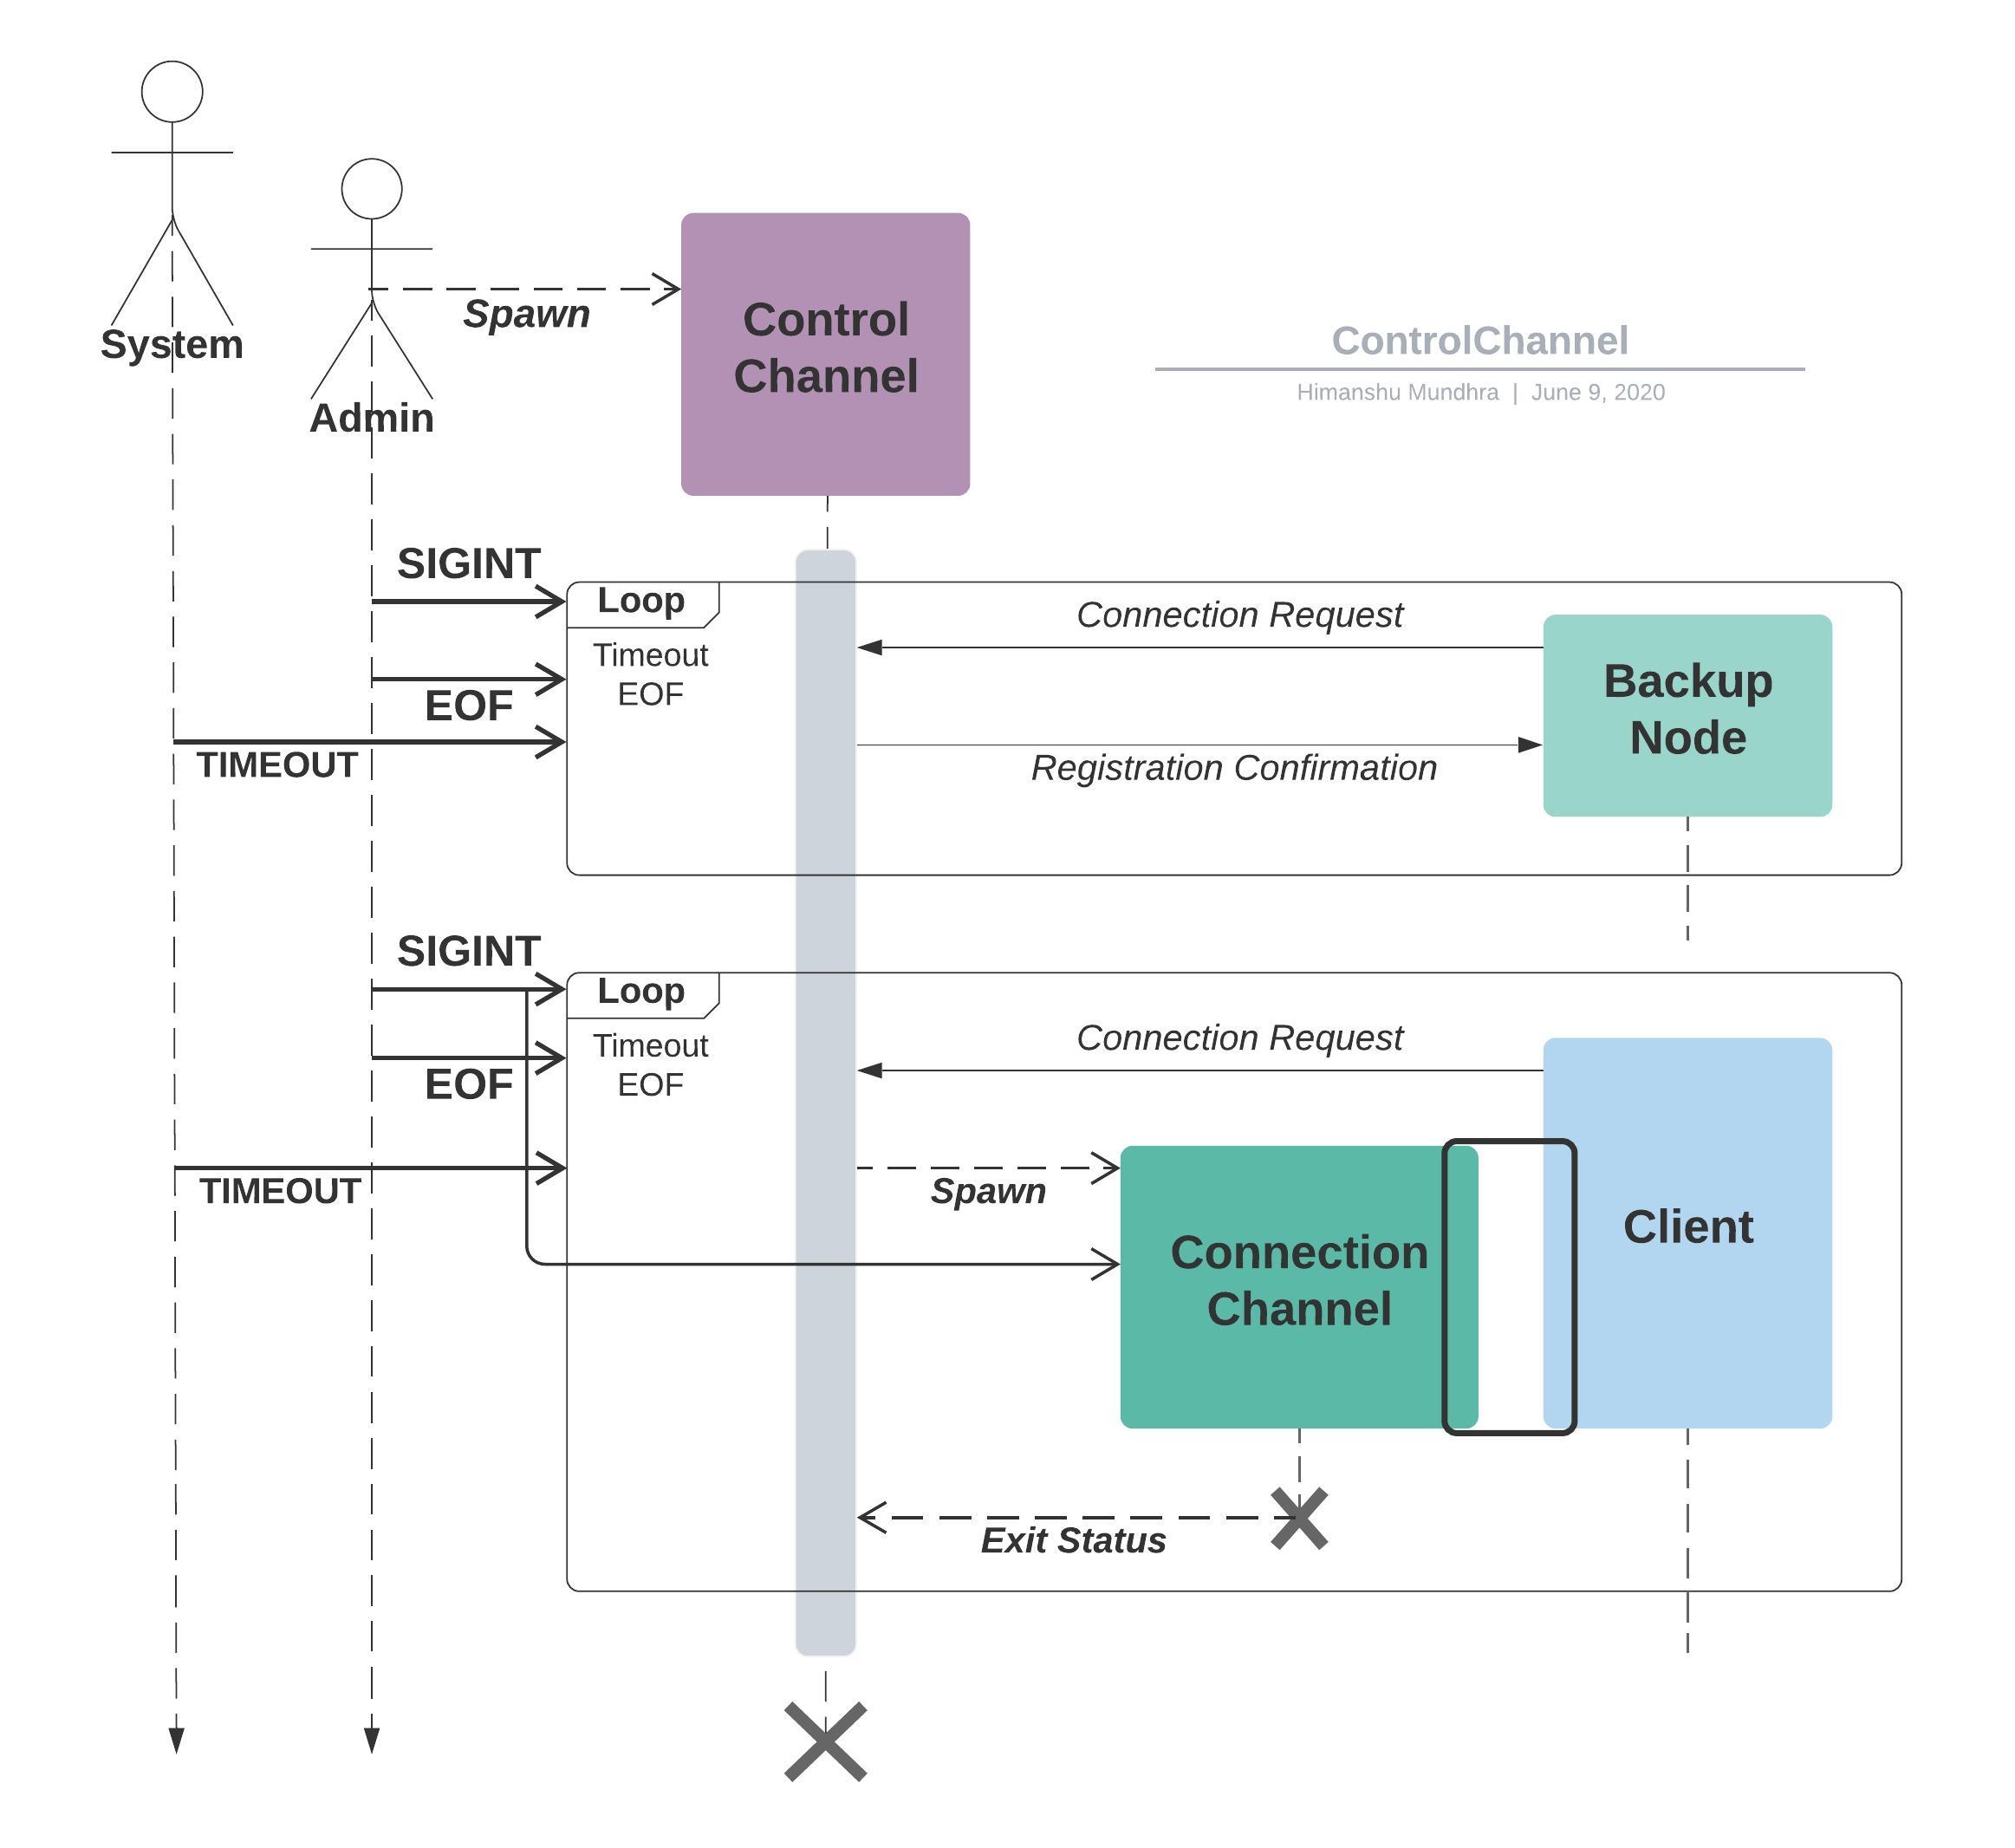 System
Admin
Spawn
Control
Channel
ControlChannel
Himanshu Mundhra | June 9, 2020
SIGINT
EOF
TIMEOUT
Loop
Timeout
EOF
Connection Request
Registration Confirmation
Backup
Node
SIGINT
EOF
TIMEOUT
Loop
Timeout
EOF
Connection Request
Spawn
Connection
Channel
Client
Exit Status